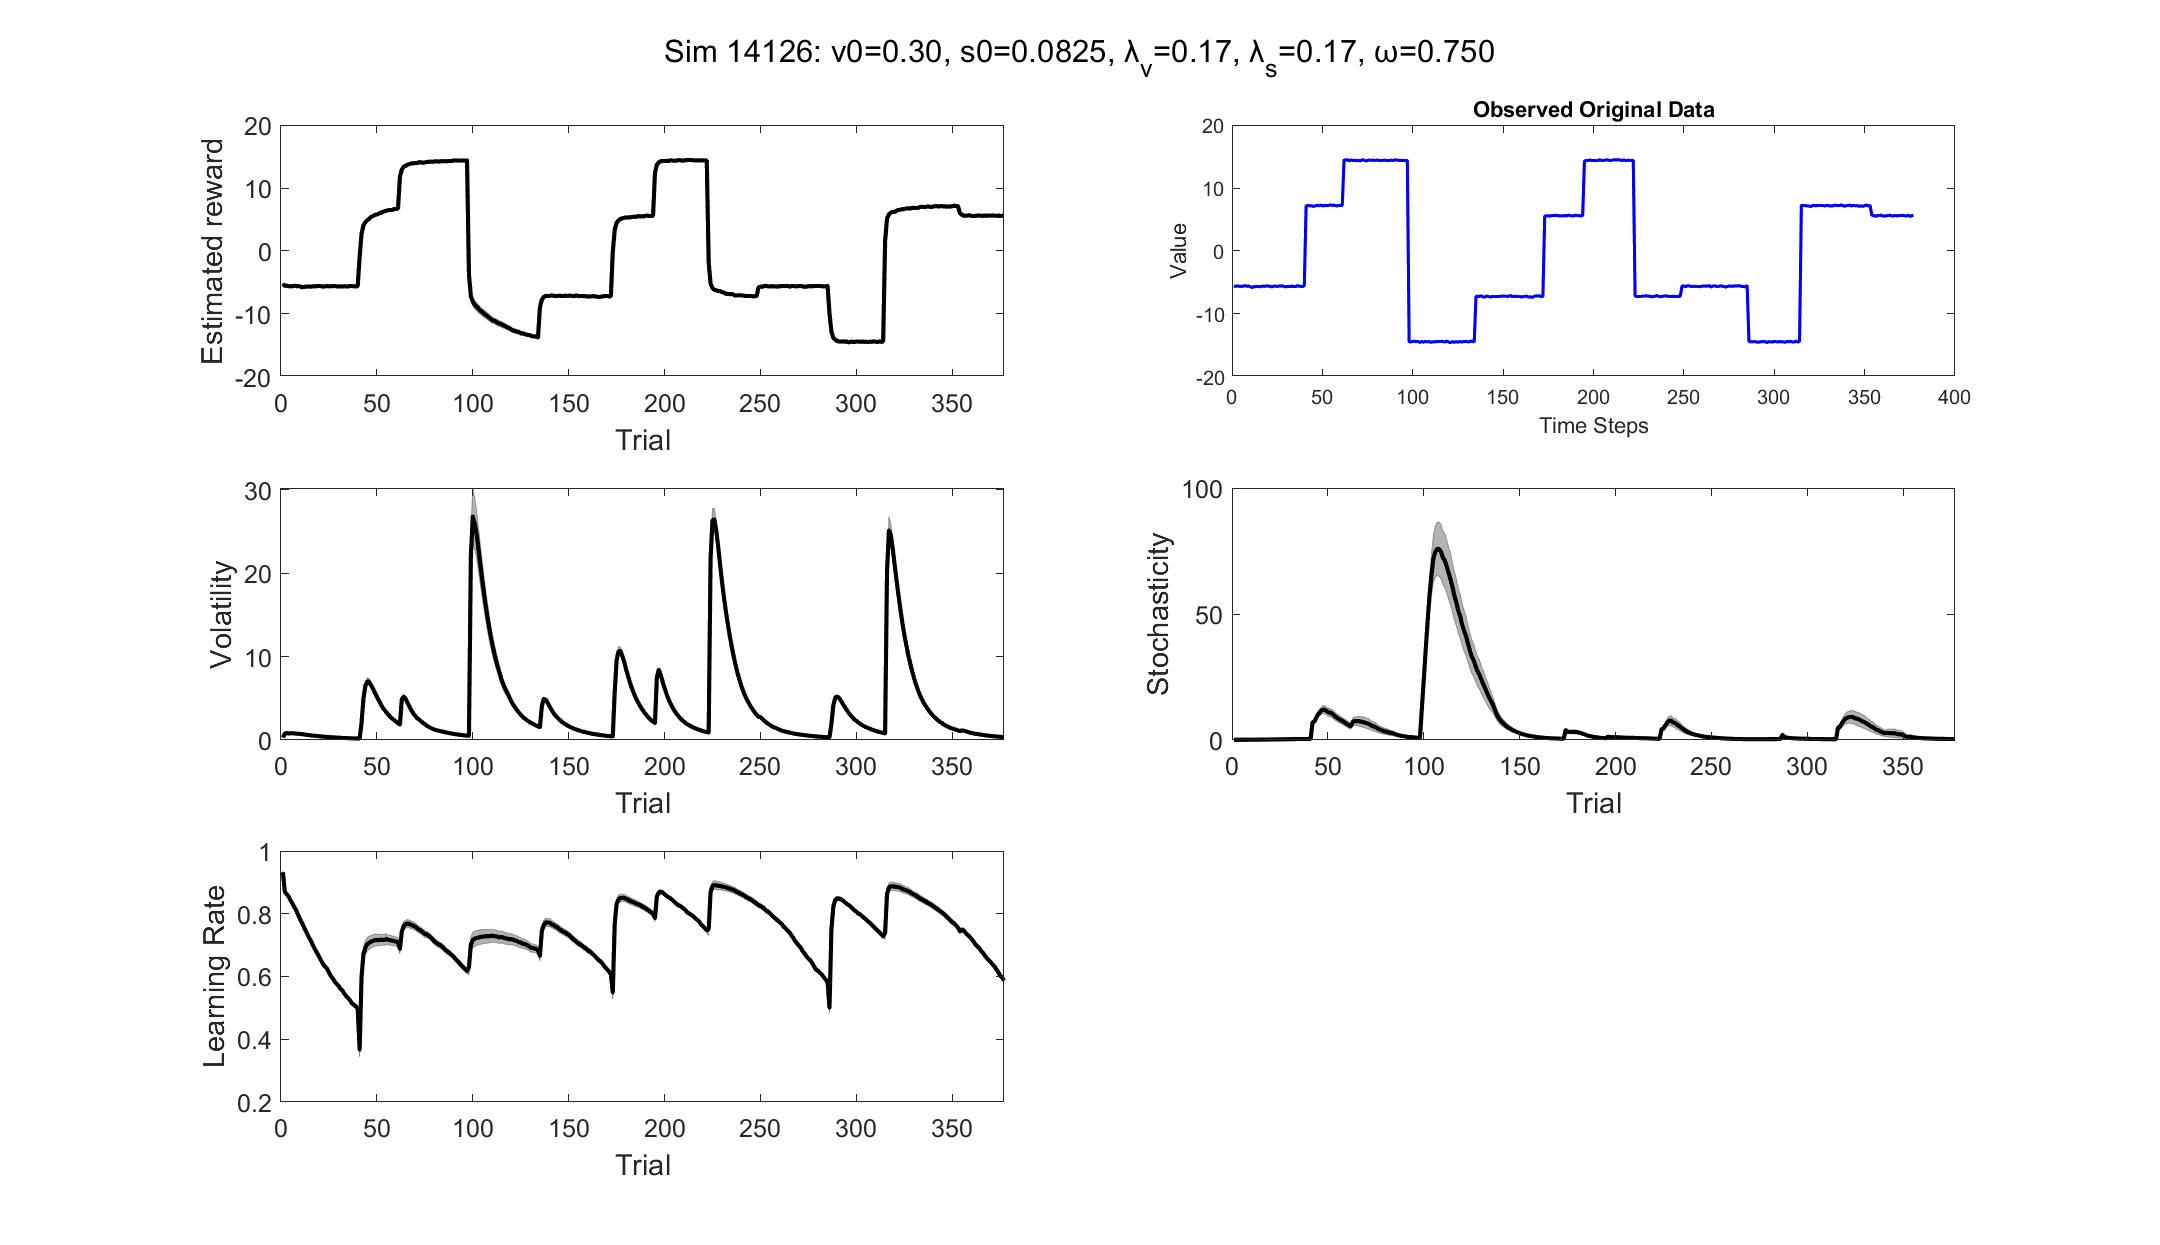 Sim 14126: v0=0.30, s0=0.0825, λ_v=0.17, λ_s=0.17, ω=0.750
20
10
0
-10
-20
Estimated reward
0 50 100 150 200 250 300 350
Trial
Observed Original Data
20
10
0
-10
-20
Value
0 50 100 150 200 250 300 350 400
Time Steps
30
20
10
0
Volatility
0 50 100 150 200 250 300 350
Trial
100
50
0
Stochasticity
0 50 100 150 200 250 300 350
Trial
1
0.8
0.6
0.4
0.2
Learning Rate
0 50 100 150 200 250 300 350
Trial